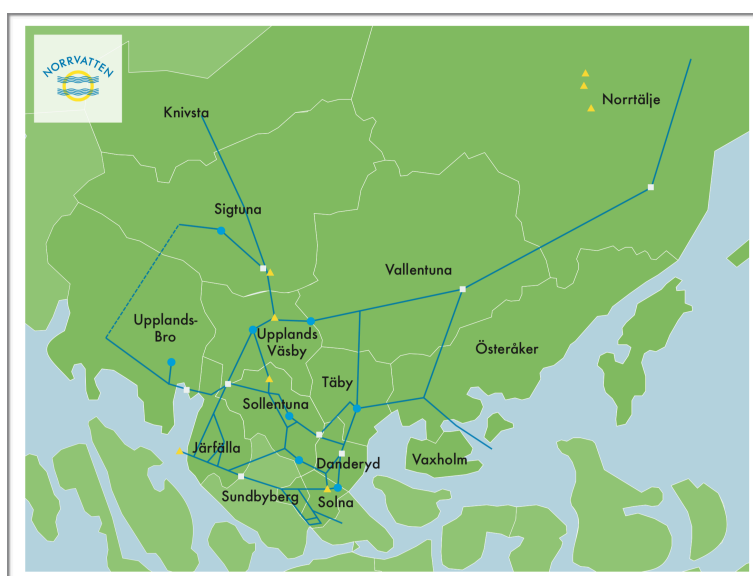 NORRVATTEN
Knivsta
Norrtälje
Sigtuna
Vallentuna
Upplands-
Bro
Upplands
Väsby
Österåker
Täby
Sollentuna
Järfälla
Danderyd
Vaxholm
Sundbyberg
Solna